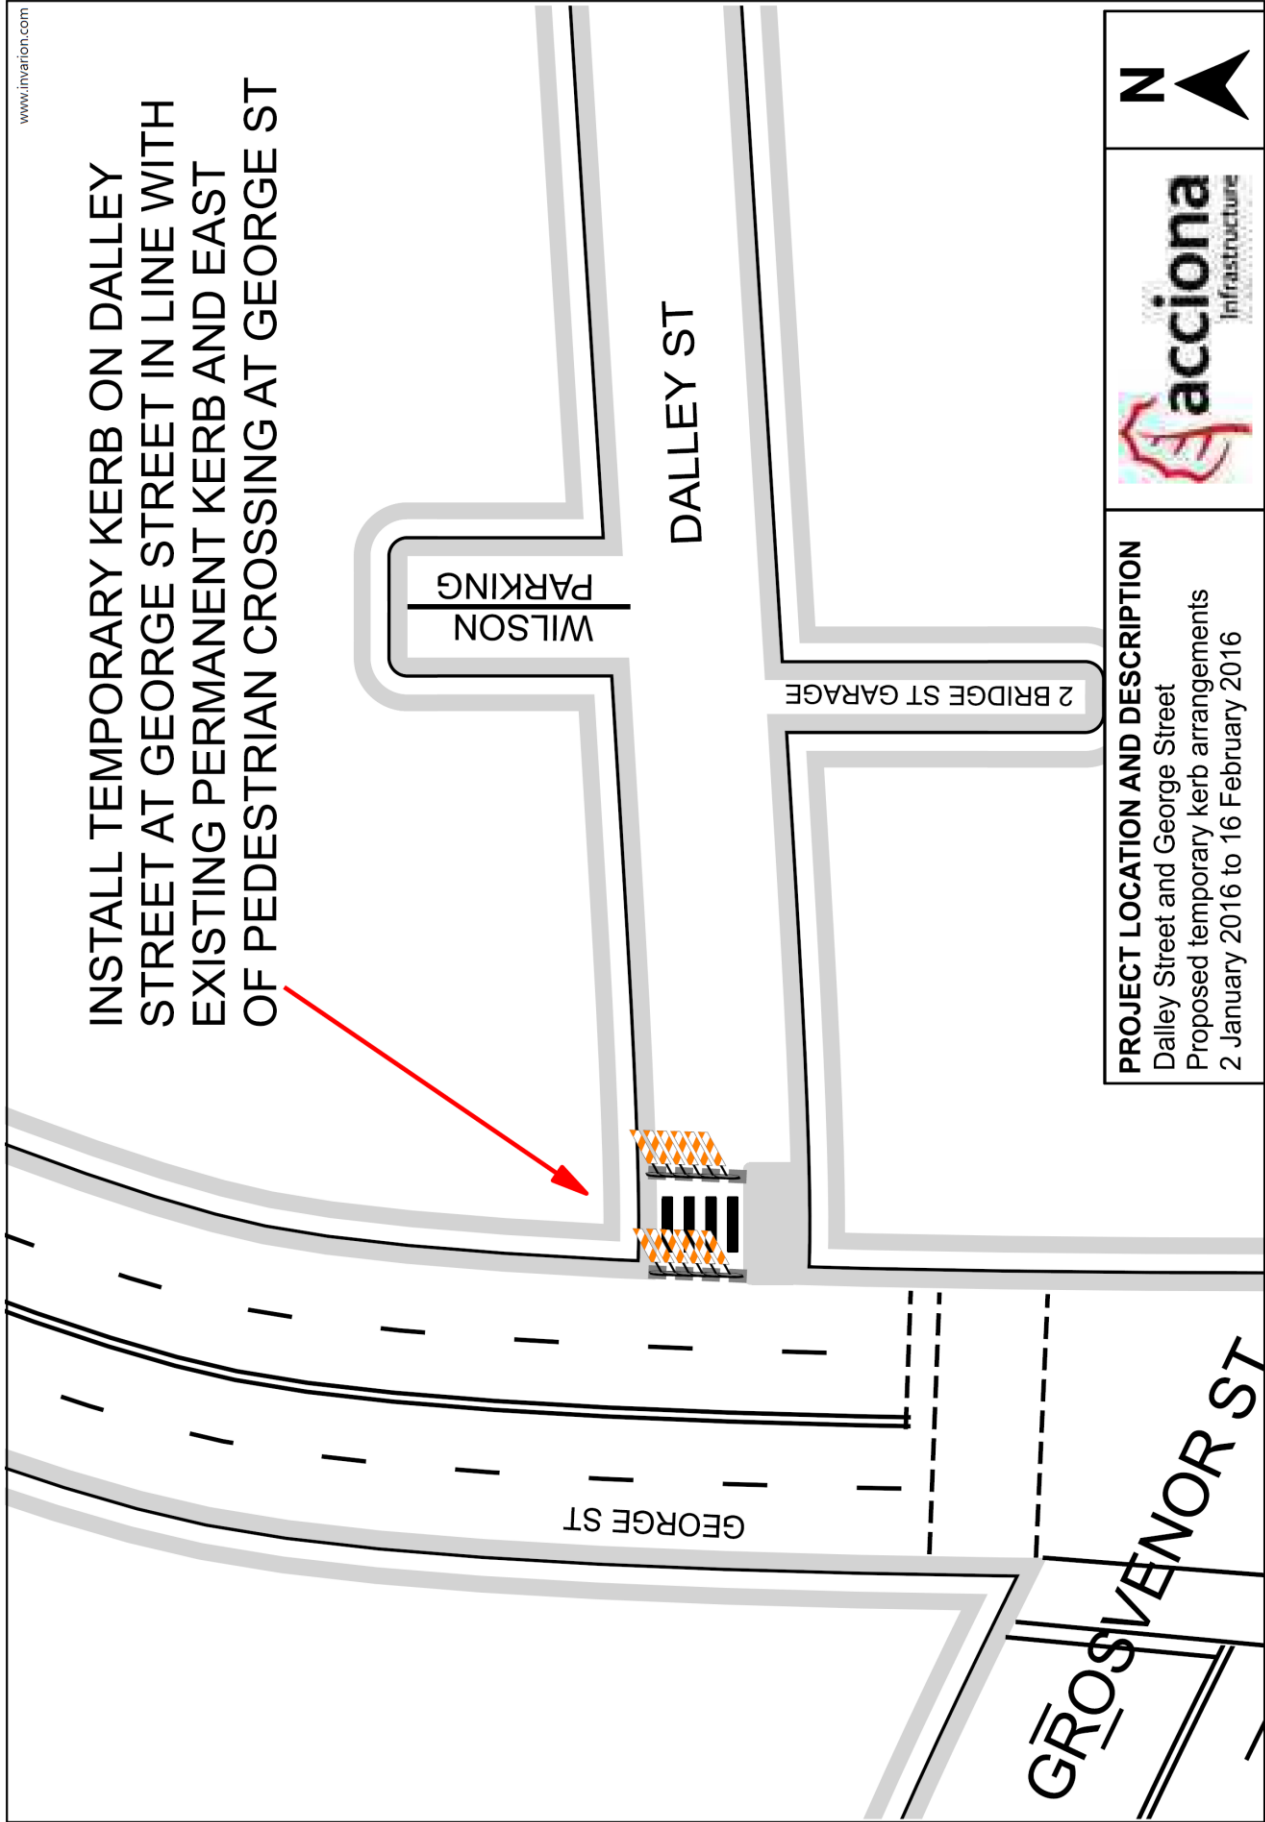 www.invarion.com
INSTALL TEMPORARY KERB ON DALLEY
STREET AT GEORGE STREET IN LINE WITH
EXISTING PERMANENT KERB AND EAST
OF PEDESTRIAN CROSSING AT GEORGE ST
WILSON
PARKING
DALLEY ST
2 BRIDGE ST GARAGE
GEORGE ST
GROSVENOR ST
PROJECT LOCATION AND DESCRIPTION
Dalley Street and George Street
Proposed temporary kerb arrangements
2 January 2016 to 16 February 2016
acciona
Infrastructure
N